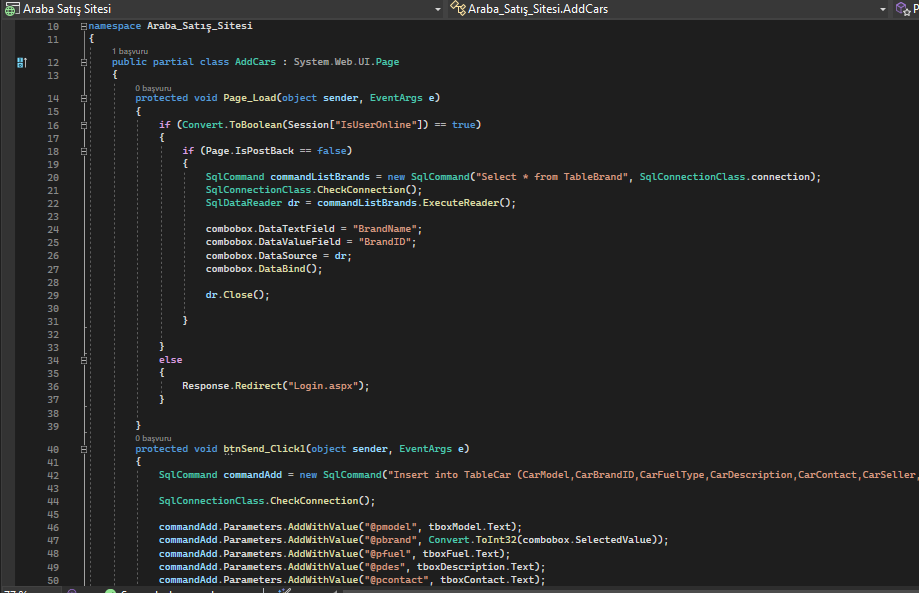 Araba Satış Sitesi
Araba_Satış_Sitesi.AddCars
10 namespace Araba_Satış_Sitesi
11 {
1 başvuru
12 public partial class AddCars : System.Web.UI.Page
13 {
0 başvuru
14 protected void Page_Load(object sender, EventArgs e)
15 {
16 if (Convert.ToBoolean(Session["IsUserOnline"]) == true)
17 {
18 if (Page.IsPostBack == false)
19 {
20 SqlCommand commandListBrands = new SqlCommand("Select * from TableBrand", SqlConnectionClass.connection);
21 SqlConnectionClass.CheckConnection();
22 SqlDataReader dr = commandListBrands.ExecuteReader();
23
24 combobox.DataTextField = "BrandName";
25 combobox.DataValueField = "BrandID";
26 combobox.DataSource = dr;
27 combobox.DataBind();
28
29 dr.Close();
30
31 }
32
33 }
34 else
35 {
36 Response.Redirect("Login.aspx");
37 }
38
39 }
0 başvuru
40 protected void btnSend_Click1(object sender, EventArgs e)
41 {
42 SqlCommand commandAdd = new SqlCommand("Insert into TableCar (CarModel,CarBrandID,CarFuelType,CarDescription,CarContact,CarSeller,
43
44 SqlConnectionClass.CheckConnection();
45
46 commandAdd.Parameters.AddWithValue("@pmodel", tboxModel.Text);
47 commandAdd.Parameters.AddWithValue("@pbrand", Convert.ToInt32(combobox.SelectedValue));
48 commandAdd.Parameters.AddWithValue("@pfuel", tboxFuel.Text);
49 commandAdd.Parameters.AddWithValue("@pdes", tboxDescription.Text);
50 commandAdd.Parameters.AddWithValue("@pcontact", tboxContact.Text);